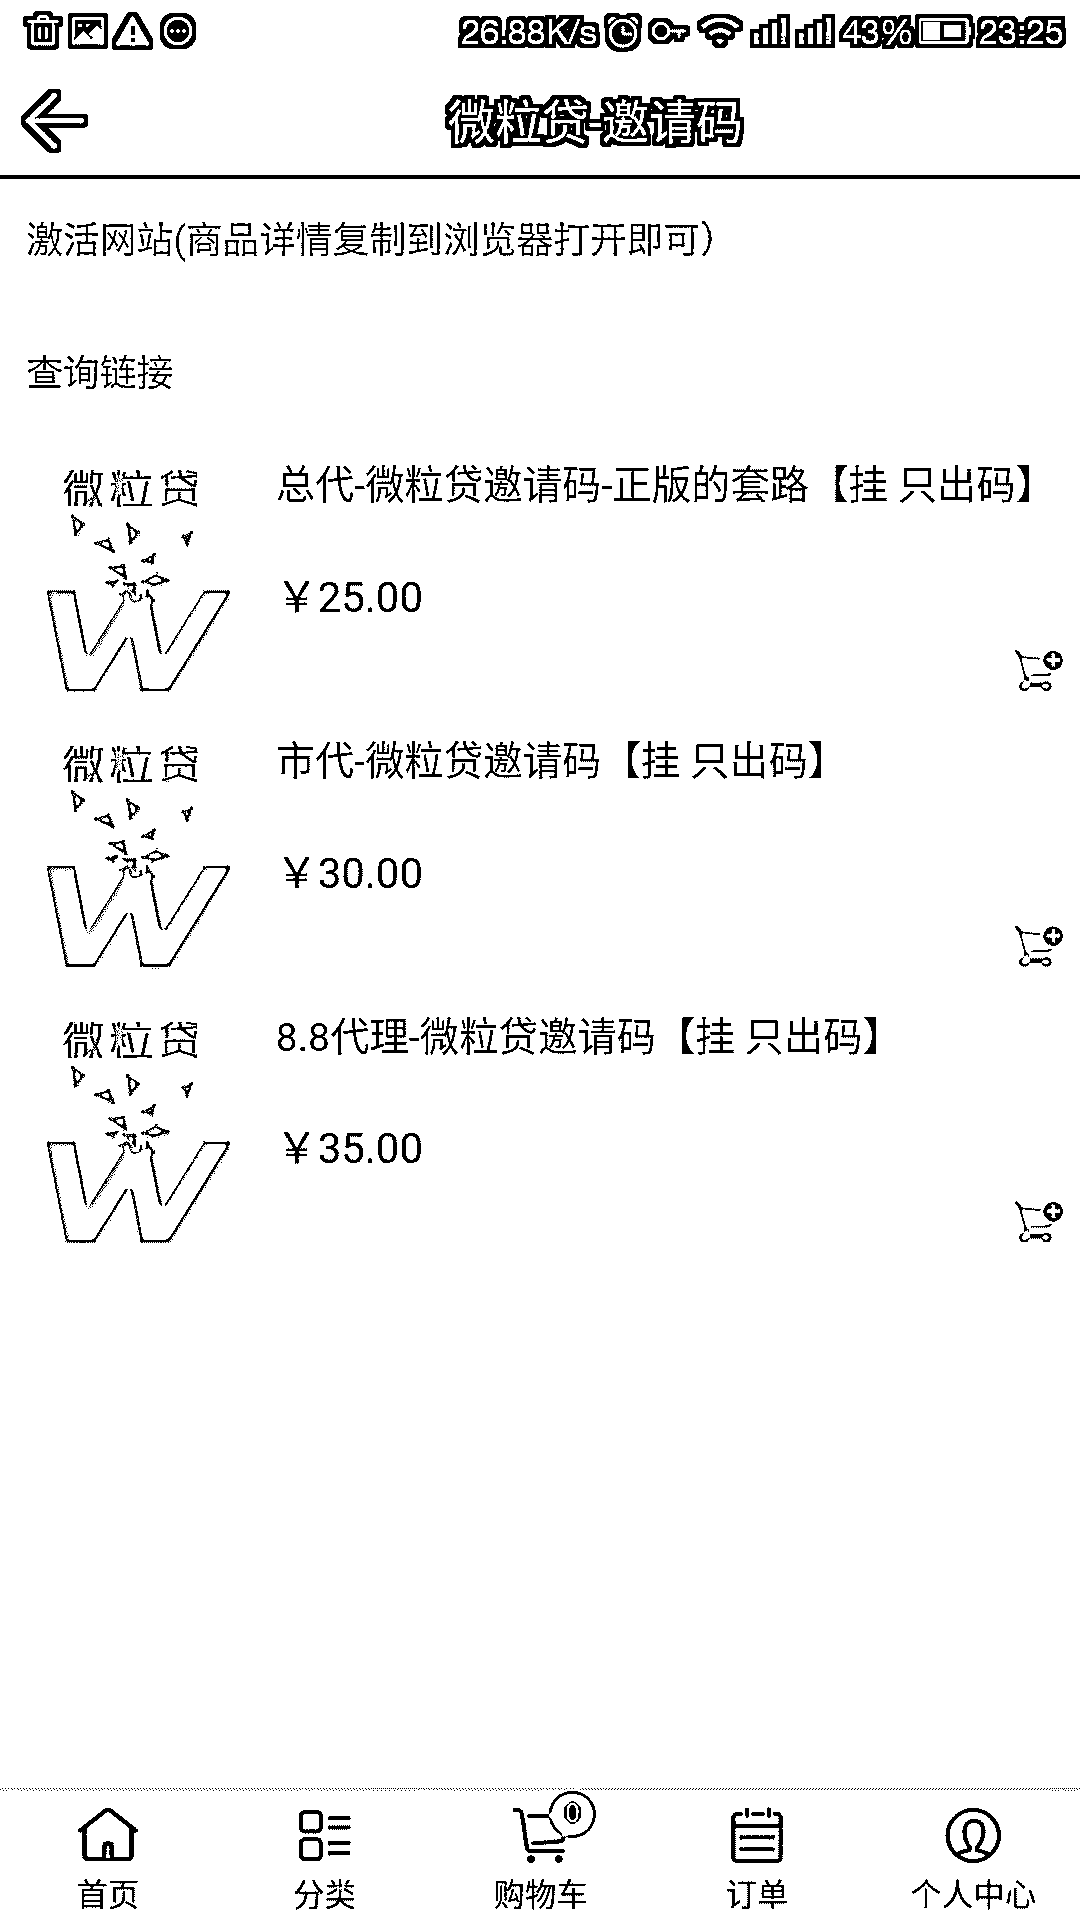 26.88K/s 43% 23:25
微粒贷-邀请码
激活网站(商品详情复制到浏览器打开即可)
查询链接
微粒贷
总代-微粒贷邀请码-正版的套路【挂 只出码】
￥25.00
微粒贷
市代-微粒贷邀请码【挂 只出码】
￥30.00
微粒贷
8.8代理-微粒贷邀请码【挂 只出码】
￥35.00
0
首页 分类 购物车 订单 个人中心